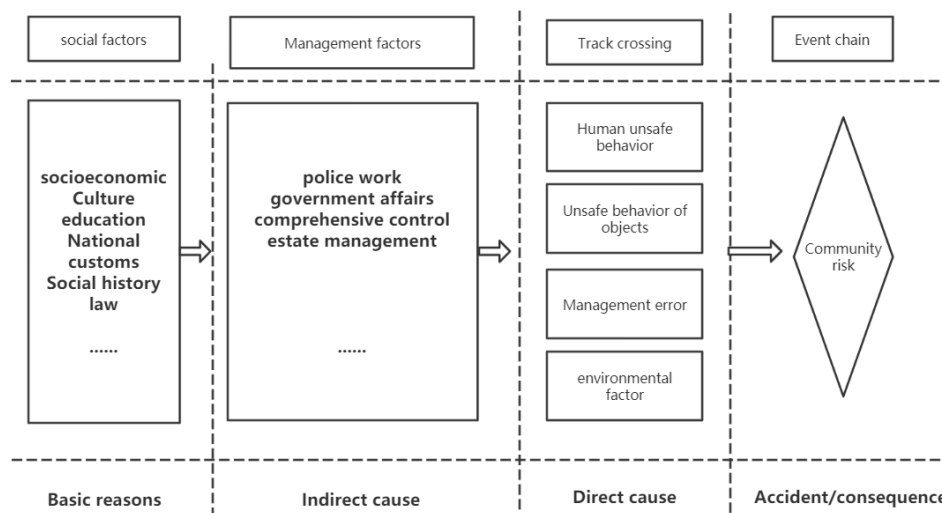 social factors
Management factors
Track crossing
Event chain
socioeconomic
Culture
education
National
customs
Social history
law
......
police work
government affairs
comprehensive control
estate management
......
Human unsafe
behavior
Unsafe behavior of
objects
Management error
environmental
factor
Community
risk
Basic reasons
Indirect cause
Direct cause
Accident/consequence